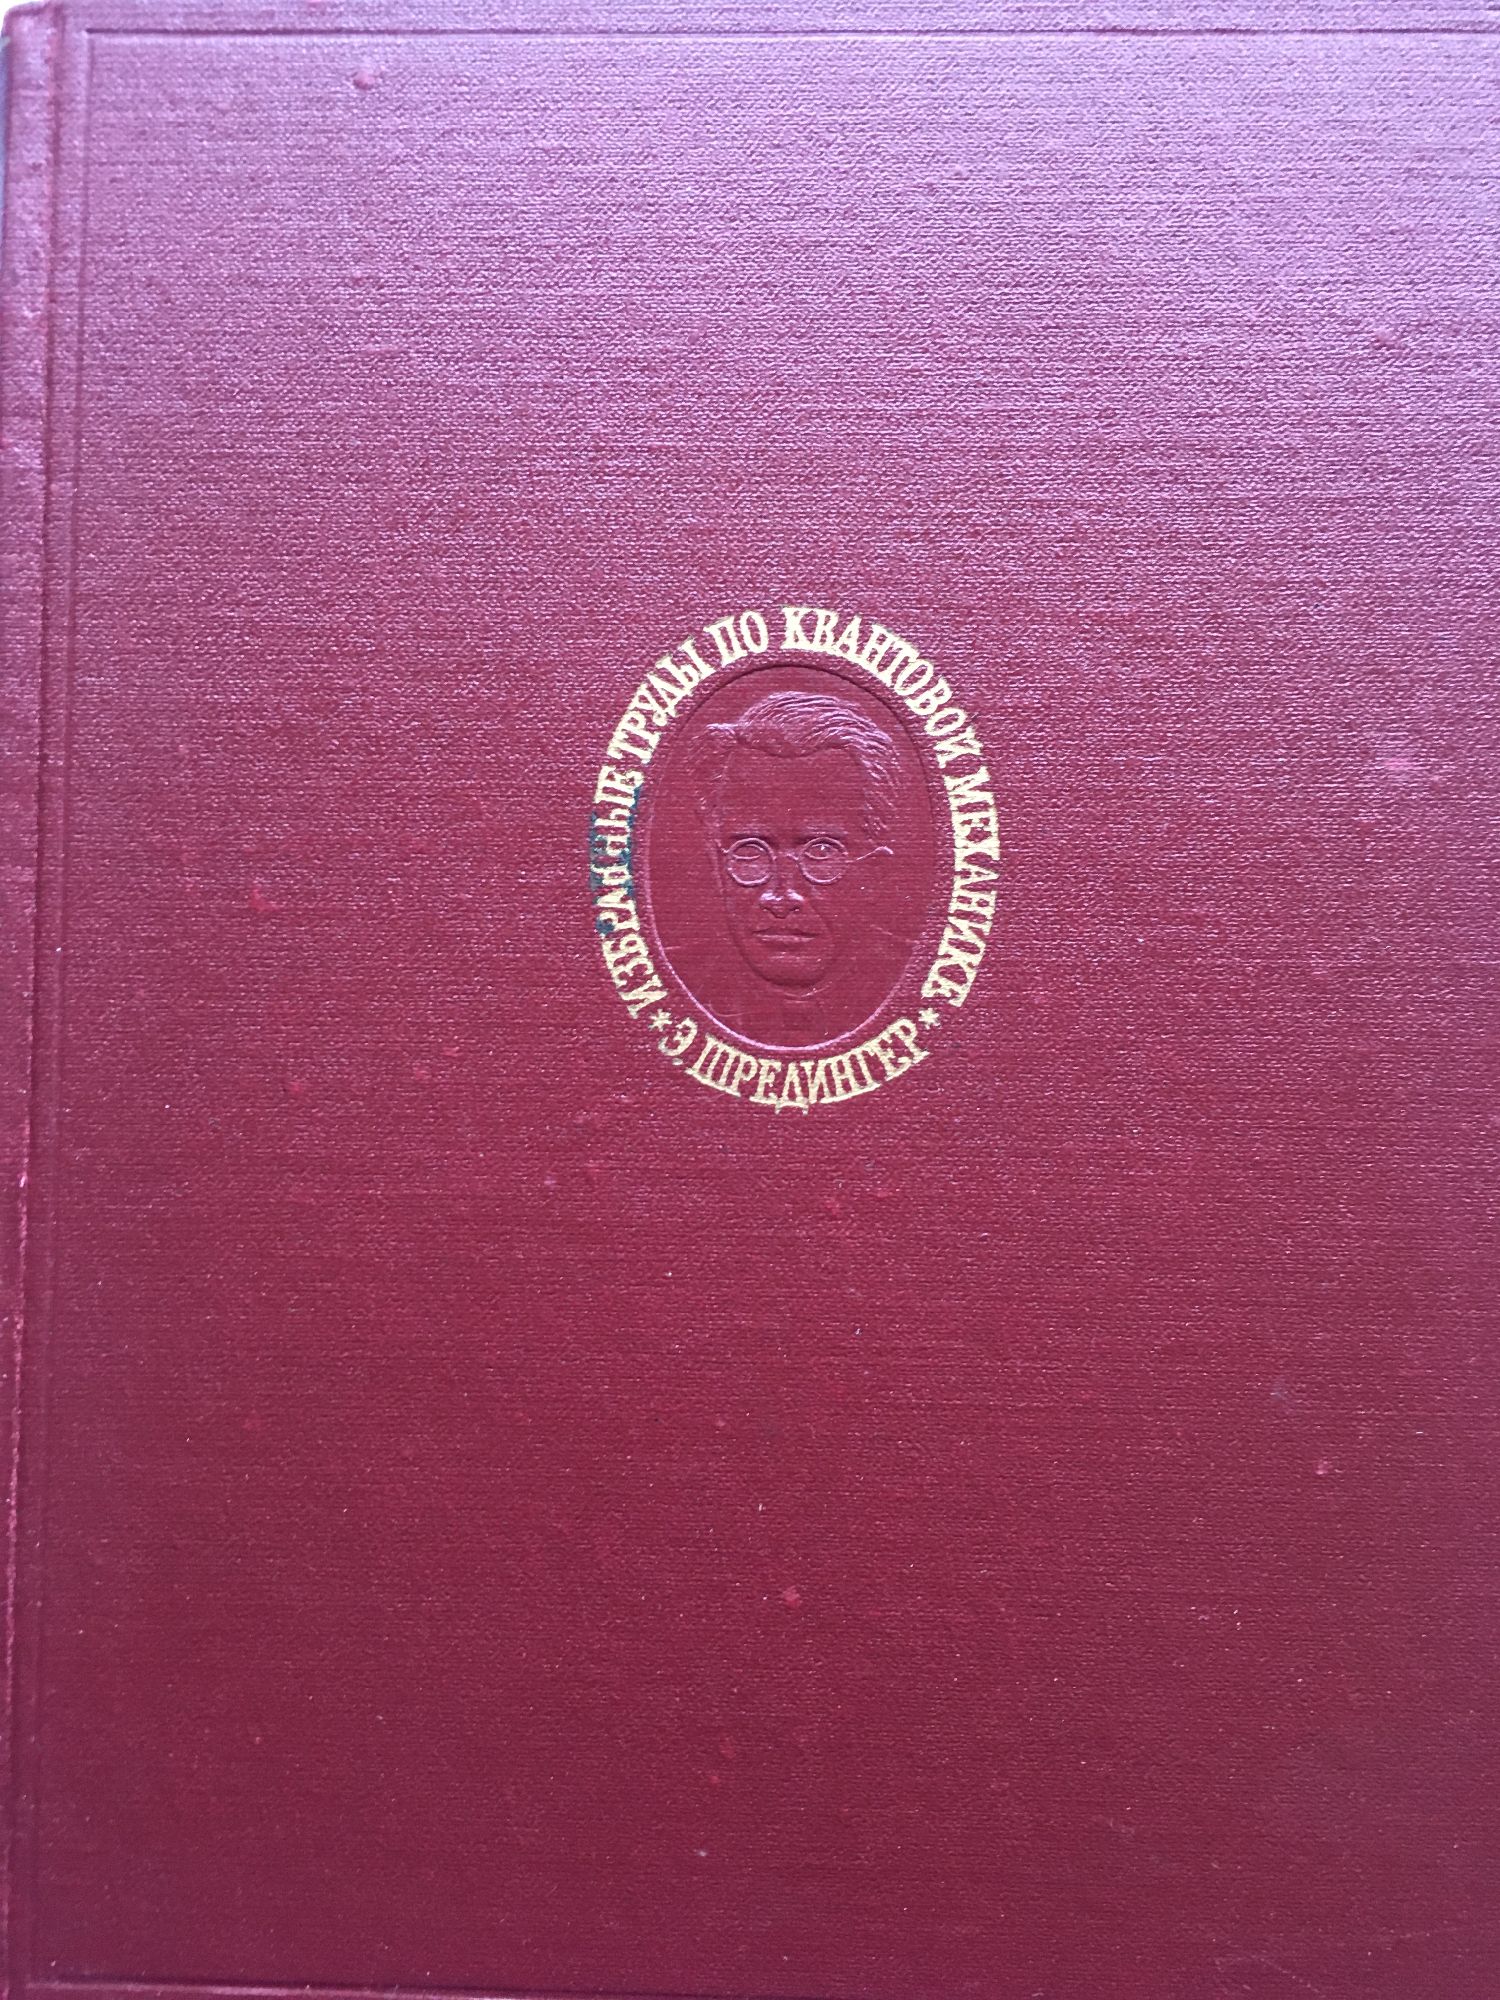 ИЗБРАННЫЕ ТРУДЫ ПО КВАНТОВОЙ МЕХАНИКЕ
* Э. ШРЕДИНГЕР *